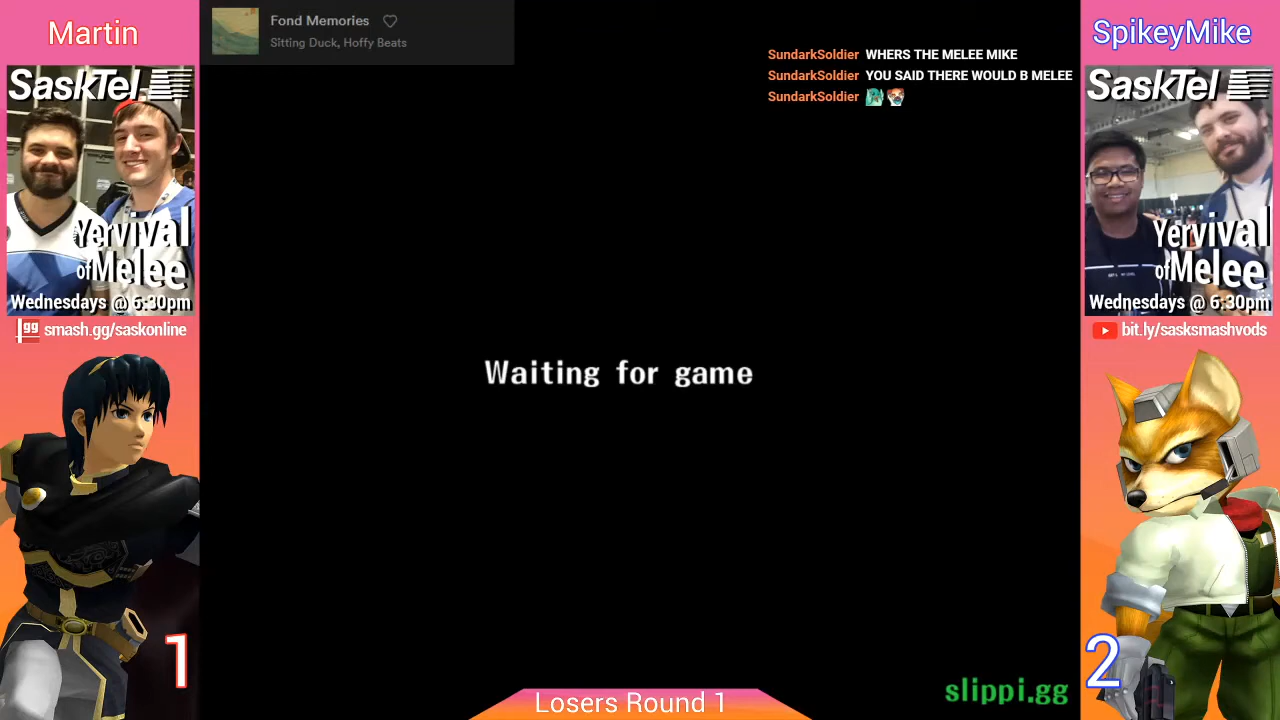 Martin
SaskTel
Yervival
of Melee
Wednesdays @ 6:30pm
gg smash.gg/saskonline
1
Fond Memories
Sitting Duck, Hoffy Beats
SundarkSoldier WHERS THE MELEE MIKE
SundarkSoldier YOU SAID THERE WOULD B MELEE
SundarkSoldier
Waiting for game
slippi.gg
Losers Round 1
SpikeyMike
SaskTel
Yervival
of Melee
Wednesdays @ 6:30pm
bit.ly/sasksmashvods
2